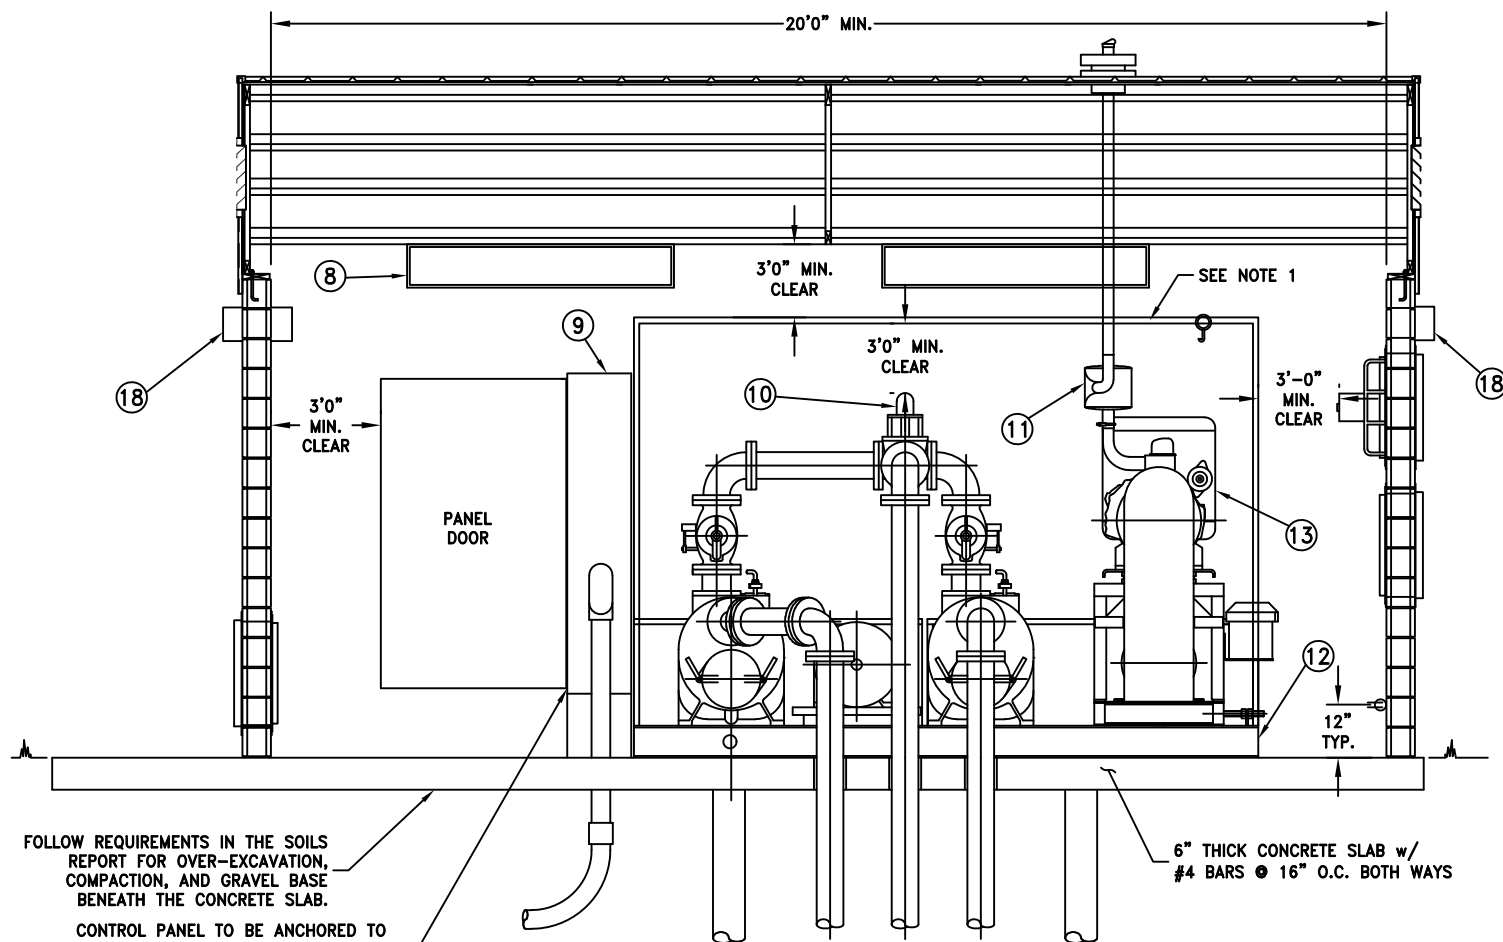 20'0" MIN.
8
3'0" MIN.
CLEAR
SEE NOTE 1
9
3'0" MIN.
CLEAR
18
3'0"
MIN.
CLEAR
10
11
3'-0"
MIN.
CLEAR
18
PANEL
DOOR
13
12
12"
TYP.
FOLLOW REQUIREMENTS IN THE SOILS
REPORT FOR OVER-EXCAVATION,
COMPACTION, AND GRAVEL BASE
BENEATH THE CONCRETE SLAB.
6" THICK CONCRETE SLAB w/
#4 BARS @ 16" O.C. BOTH WAYS
CONTROL PANEL TO BE ANCHORED TO